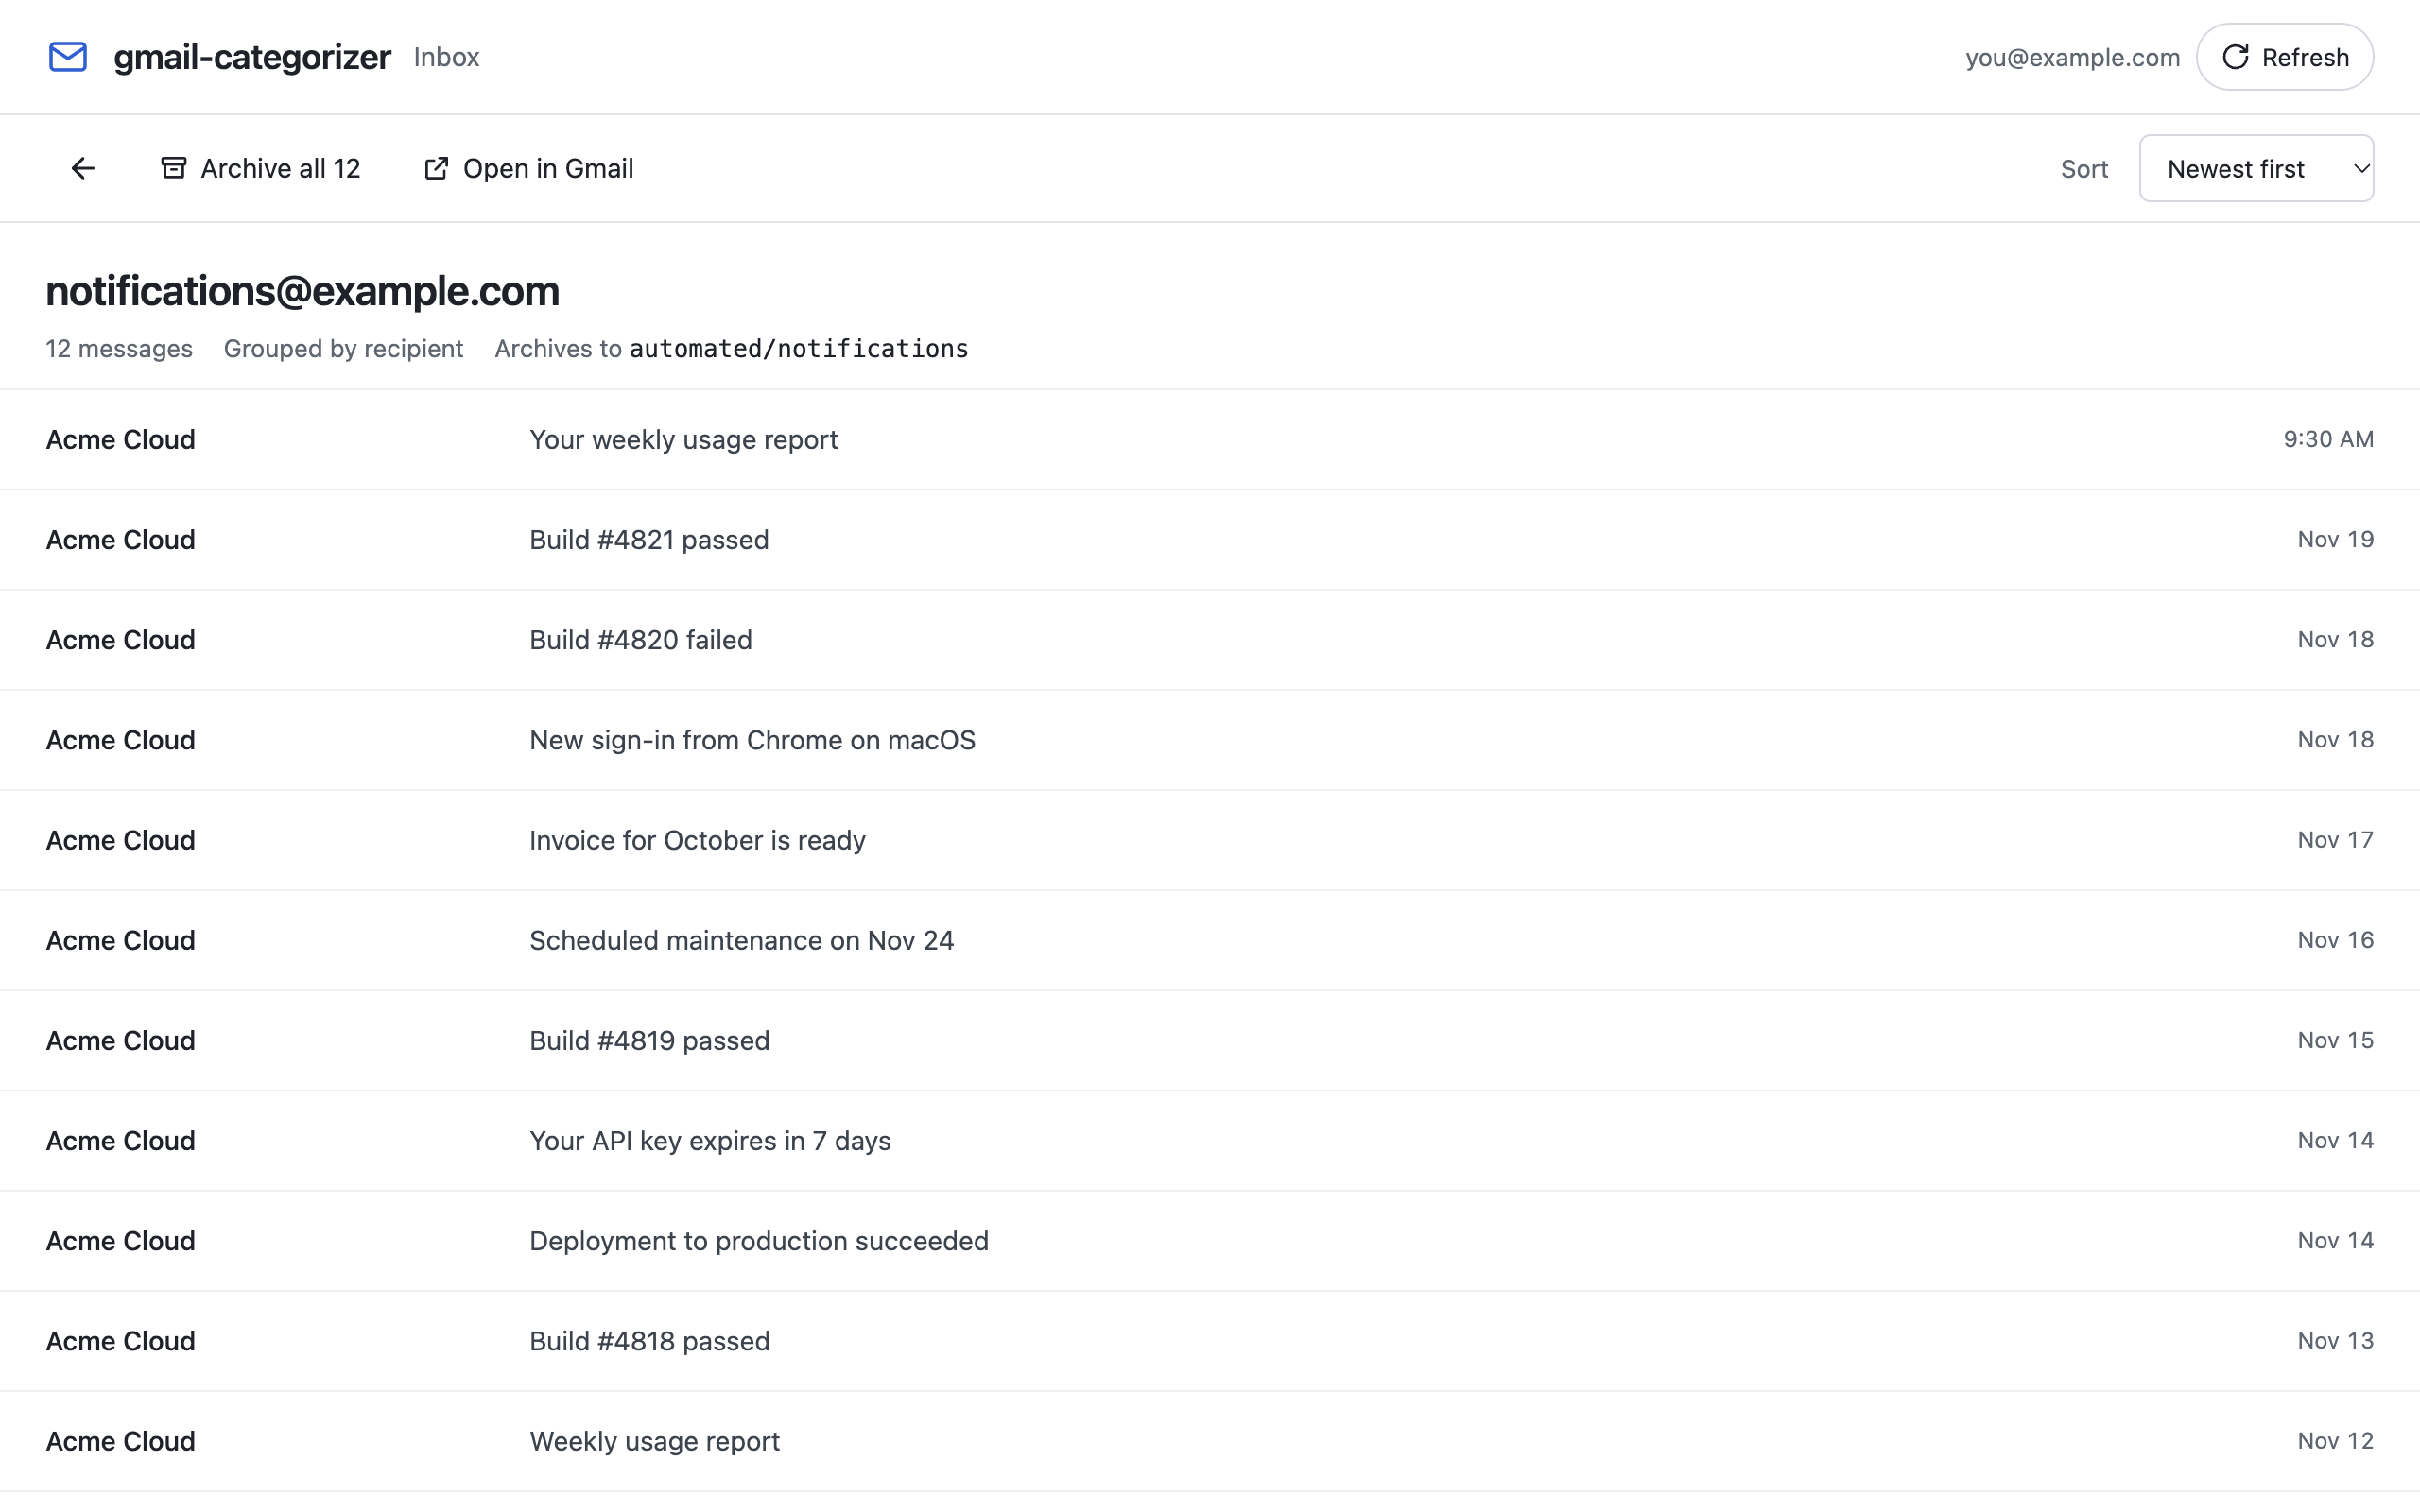 gmail-categorizer Inbox you@example.com Refresh
Archive all 12 Open in Gmail Sort Newest first
notifications@example.com
12 messages Grouped by recipient Archives to automated/notifications
Acme Cloud Your weekly usage report 9:30 AM
Acme Cloud Build #4821 passed Nov 19
Acme Cloud Build #4820 failed Nov 18
Acme Cloud New sign-in from Chrome on macOS Nov 18
Acme Cloud Invoice for October is ready Nov 17
Acme Cloud Scheduled maintenance on Nov 24 Nov 16
Acme Cloud Build #4819 passed Nov 15
Acme Cloud Your API key expires in 7 days Nov 14
Acme Cloud Deployment to production succeeded Nov 14
Acme Cloud Build #4818 passed Nov 13
Acme Cloud Weekly usage report Nov 12